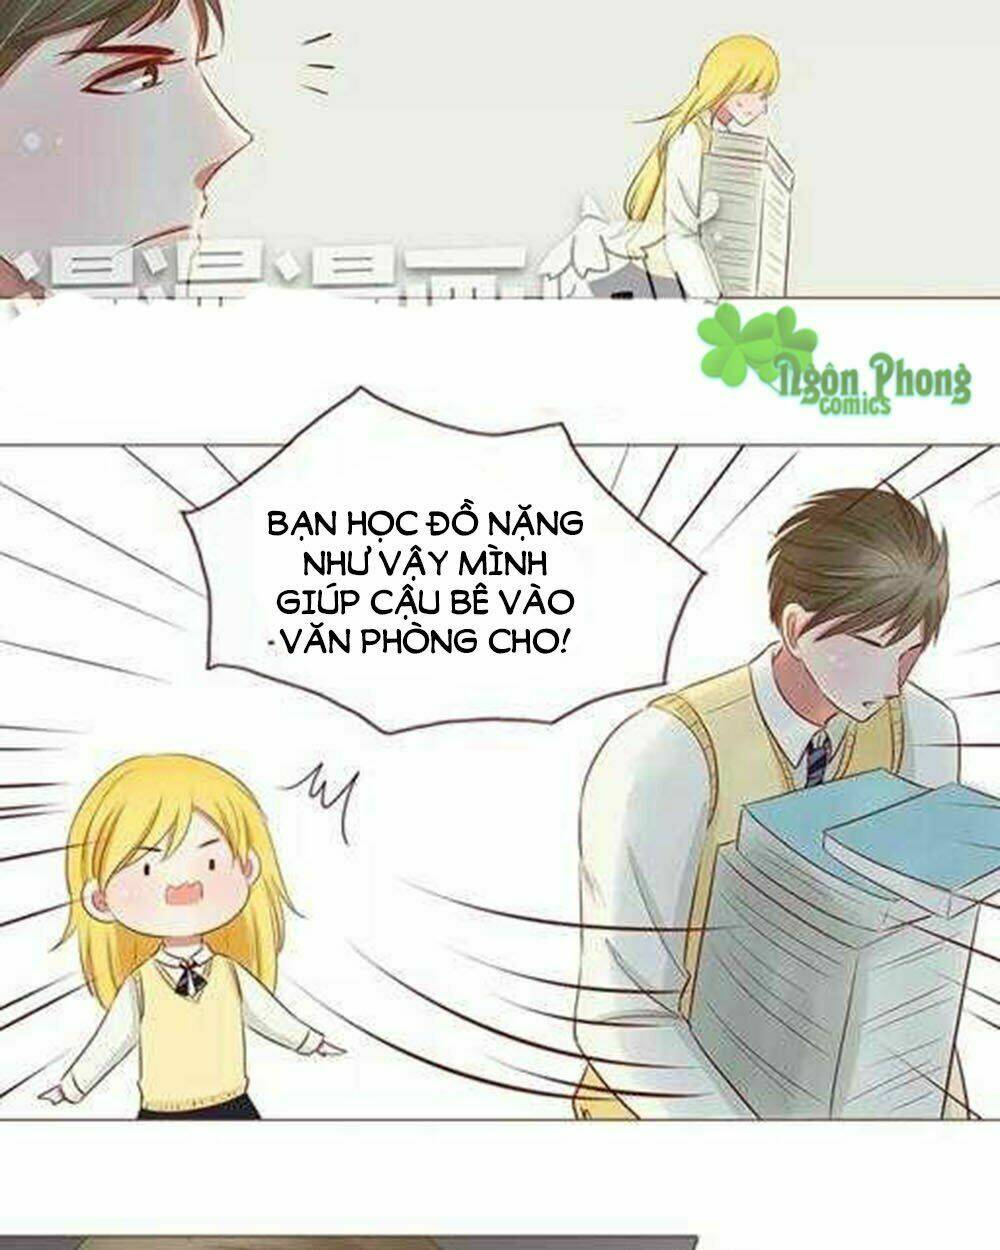 Ngôn Phong
comics
BẠN HỌC ĐỒ NẶNG
NHƯ VẬY MÌNH
GIÚP CẬU BÊ VÀO
VĂN PHÒNG CHO!